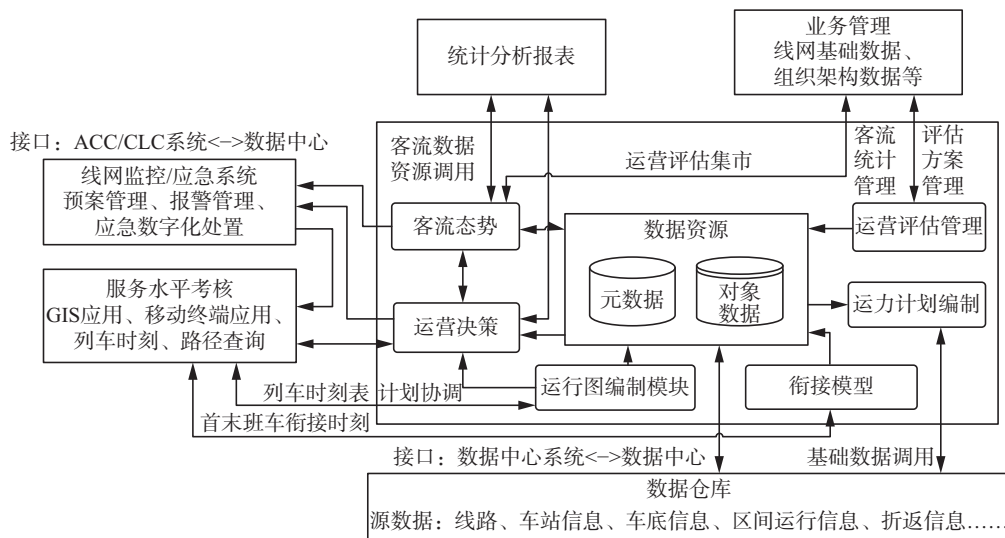 统计分析报表
业务管理
线网基础数据、
组织架构数据等
接口：ACC/CLC系统<->数据中心
线网监控/应急系统
预案管理、报警管理、
应急数字化处置
客流数据
资源调用
运营评估集市
客流
统计
管理
评估
方案
管理
客流态势
数据资源
运营评估管理
元数据
对象
数据
服务水平考核
GIS应用、移动终端应用、
列车时刻、路径查询
运营决策
运力计划编制
列车时刻表 计划协调
运行图编制模块
衔接模型
首末班车衔接时刻
接口：数据中心系统<->数据中心
基础数据调用
数据仓库
源数据：线路、车站信息、车底信息、区间运行信息、折返信息……